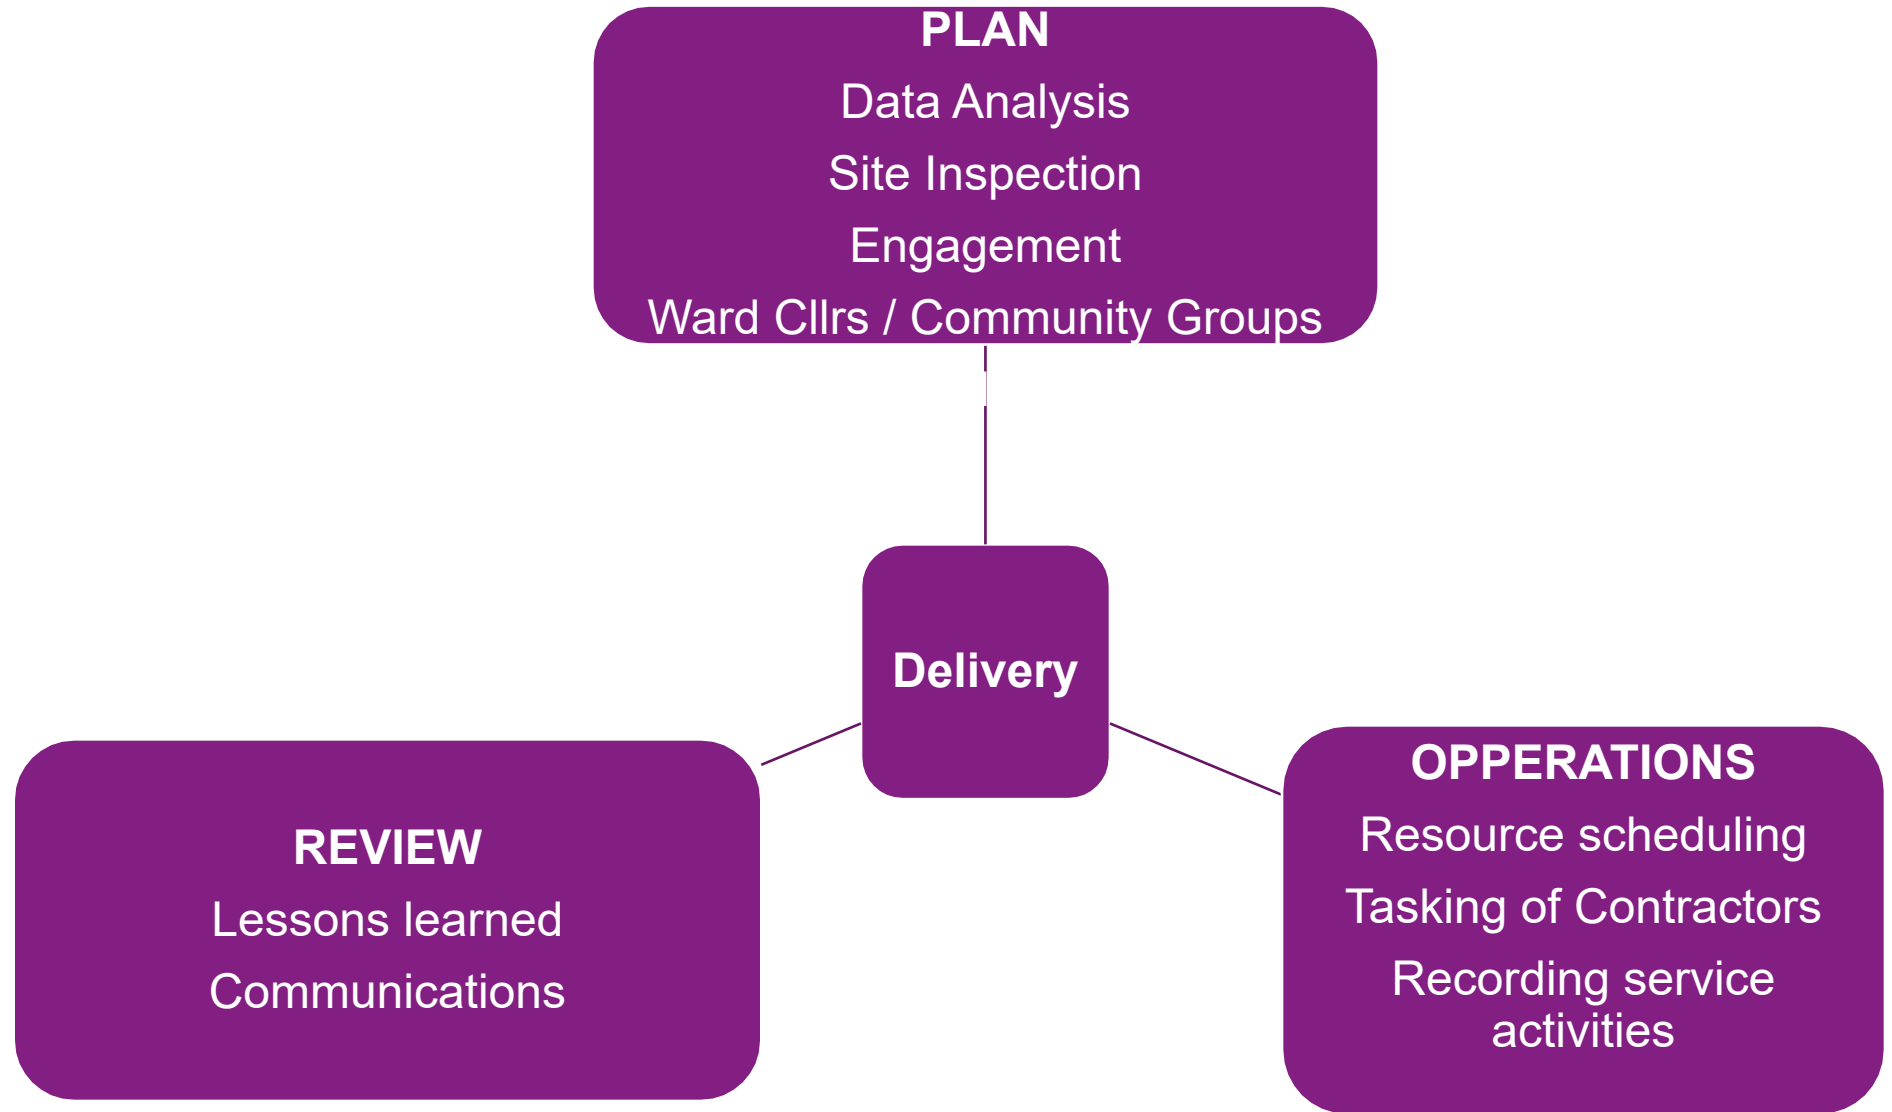 PLAN
Data Analysis
Site Inspection
Engagement
Ward Cllrs / Community Groups
Delivery
REVIEW
Lessons learned
Communications
OPPERATIONS
Resource scheduling
Tasking of Contractors
Recording service
activities